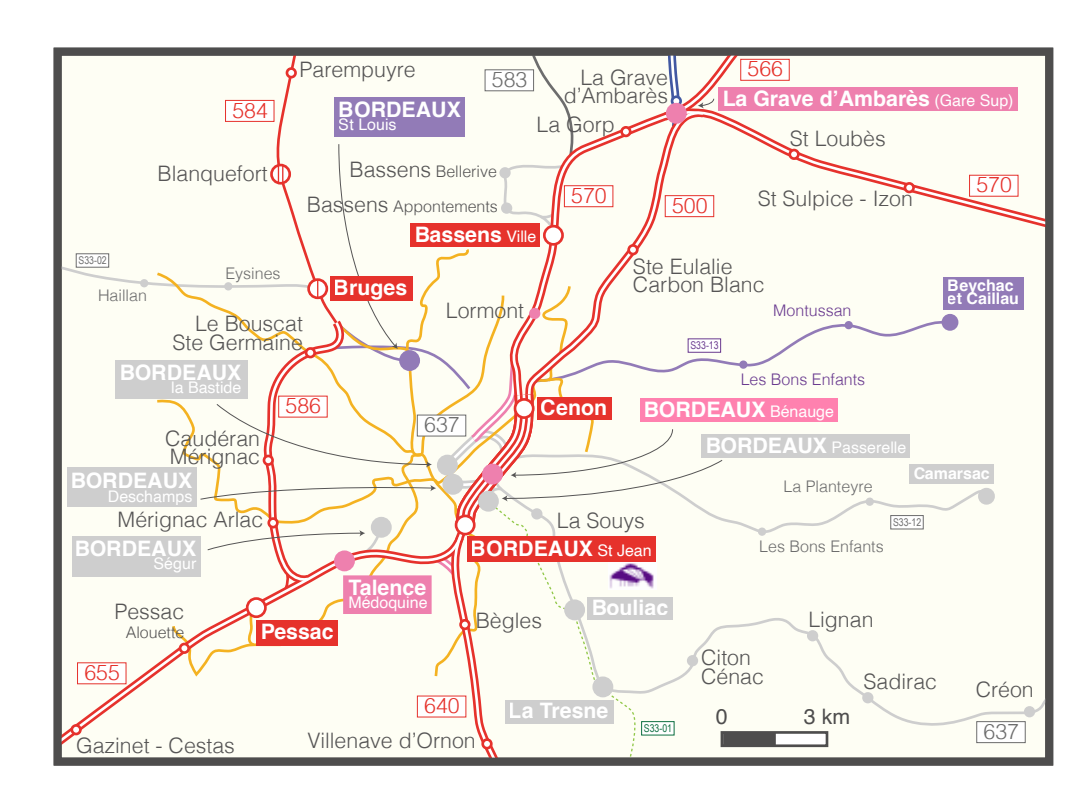 566
Parempuyre
583
La Grave
d'Ambarès
La Grave d'Ambarès (Gare Sup)
584
BORDEAUX
St Louis
La Gorp
St Loubès
Blanquefort
Bassens Bellerive
570
570
Bassens Appontements
500
St Sulpice - Izon
Bassens Ville
S33-02
Eysines
Ste Eulalie
Carbon Blanc
Haillan
Bruges
Beychac
et Caillau
Lormont
Montussan
Le Bouscat
Ste Germaine
S33-13
BORDEAUX
la Bastide
Les Bons Enfants
586
Cenon
BORDEAUX Bénauge
637
Caudéran
Mérignac
BORDEAUX Passerelle
BORDEAUX
Deschamps
Camarsac
La Planteyre
Mérignac Arlac
La Souys
S33-12
BORDEAUX
Ségur
BORDEAUX St Jean
Les Bons Enfants
Talence
Médoquine
Bouliac
Pessac
Alouette
Pessac
Bègles
Lignan
655
Citon
Cénac
Sadirac
Créon
640
La Tresne
0 3 km
S33-01
637
Gazinet - Cestas
Villenave d'Ornon